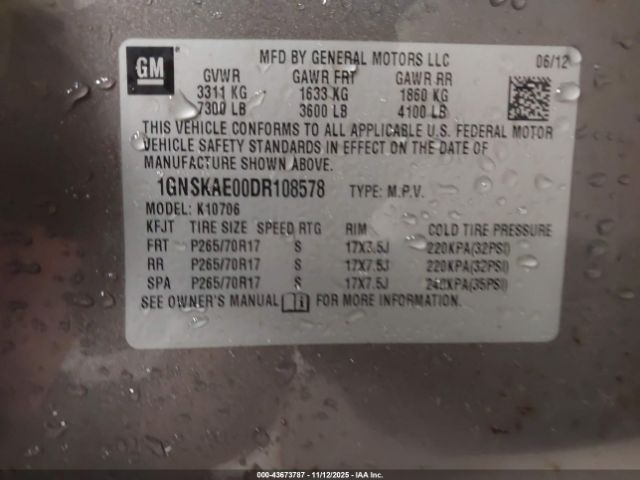 GM
MFD BY GENERAL MOTORS LLC 06/12
GVWR GAWR FRT GAWR RR
3311 KG 1633 KG 1860 KG
7300 LB 3600 LB 4100 LB
THIS VEHICLE CONFORMS TO ALL APPLICABLE U.S. FEDERAL MOTOR
VEHICLE SAFETY STANDARDS IN EFFECT ON THE DATE OF
MANUFACTURE SHOWN ABOVE.
1GNSKAE00DR108578 TYPE: M.P.V.
MODEL: K10706
KFJT TIRE SIZE SPEED RTG RIM COLD TIRE PRESSURE
FRT P265/70R17 S 17X7.5J 220KPA(32PSI)
RR P265/70R17 S 17X7.5J 220KPA(32PSI)
SPA P265/70R17 S 17X7.5J 240KPA(35PSI)
SEE OWNER'S MANUAL FOR MORE INFORMATION.
000-43673787 - 11/12/2025 - IAA Inc.